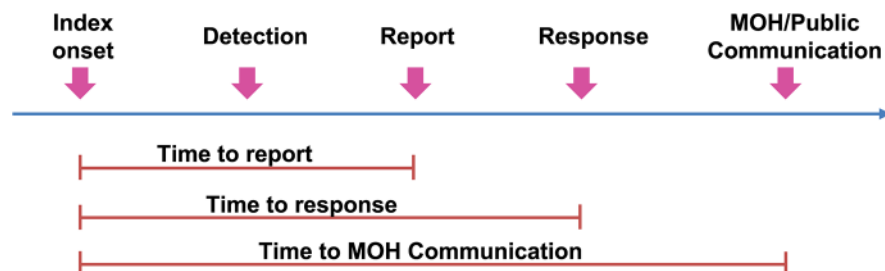 Index
onset
Detection
Report
Response
MOH/Public
Communication
Time to report
Time to response
Time to MOH Communication